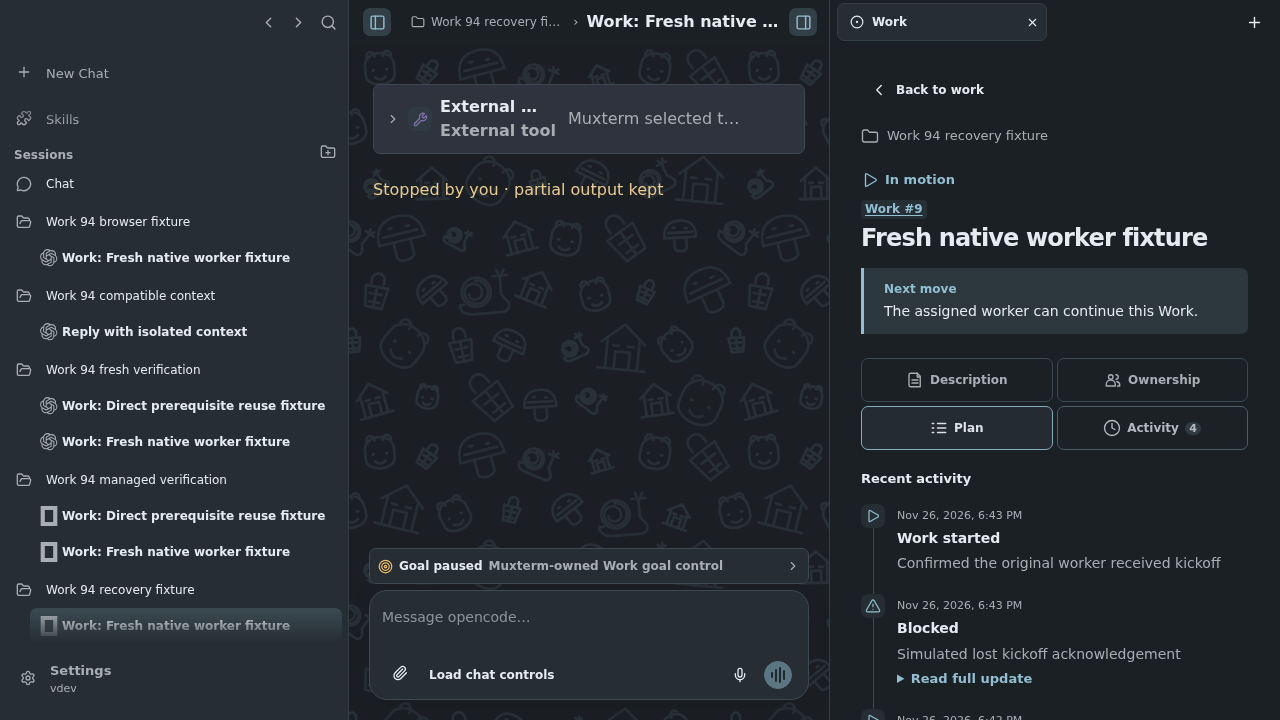 New Chat
Skills
Sessions
Chat
Work 94 browser fixture
Work: Fresh native worker fixture
Work 94 compatible context
Reply with isolated context
Work 94 fresh verification
Work: Direct prerequisite reuse fixture
Work: Fresh native worker fixture
Work 94 managed verification
Work: Direct prerequisite reuse fixture
Work: Fresh native worker fixture
Work 94 recovery fixture
Work: Fresh native worker fixture
Settings
vdev
Work 94 recovery fi… › Work: Fresh native …
External …
External tool
Muxterm selected t…
Stopped by you · partial output kept
Goal paused Muxterm-owned Work goal control
Message opencode…
Load chat controls
Work
Back to work
Work 94 recovery fixture
In motion
Work #9
Fresh native worker fixture
Next move
The assigned worker can continue this Work.
Description
Ownership
Plan
Activity 4
Recent activity
Nov 26, 2026, 6:43 PM
Work started
Confirmed the original worker received kickoff
Nov 26, 2026, 6:43 PM
Blocked
Simulated lost kickoff acknowledgement
Read full update
Nov 26, 2026, 6:42 PM